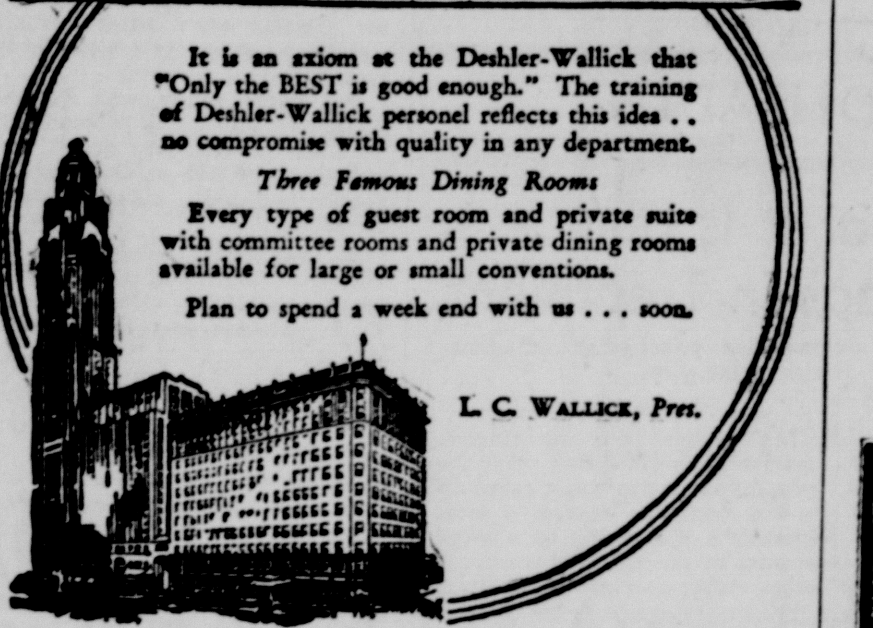 It is an axiom at the Deshler-Wallick that
"Only the BEST is good enough." The training
of Deshler-Wallick personel reflects this idea . .
no compromise with quality in any department.
Three Famous Dining Rooms
Every type of guest room and private suite
with committee rooms and private dining rooms
available for large or small conventions.
Plan to spend a week end with us . . . soon.
L. C. WALLICK, Pres.